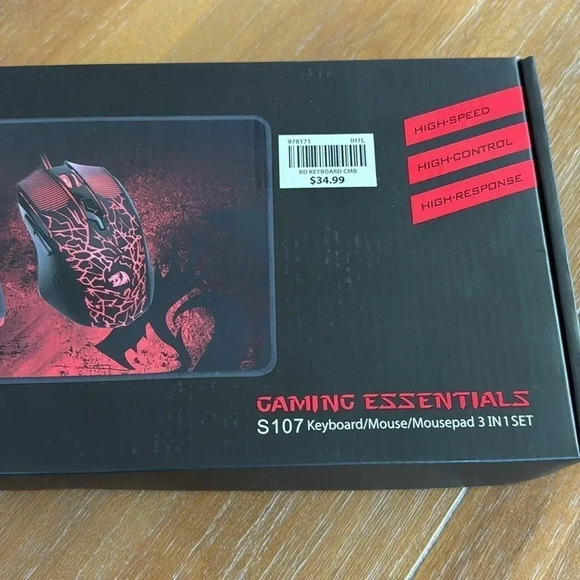 HIGH-SPEED
978171 IH1L
HIGH-CONTROL
RD KEYBOARD CMB
$34.99
HIGH-RESPONSE
GAMING ESSENTIALS
S107 Keyboard/Mouse/Mousepad 3 IN 1 SET